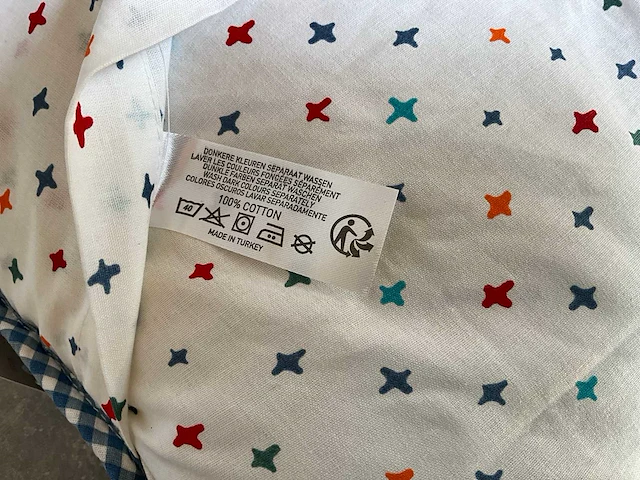 DONKERE KLEUREN SEPARAAT WASSEN
LAVER LES COULEURS FONCÉES SÉPARÉMENT
DUNKLE FARBEN SEPARAT WASCHEN
WASH DARK COLOURS SEPARATELY
COLORES OSCUROS LAVAR SEPARADAMENTE
100% COTTON
40
MADE IN TURKEY